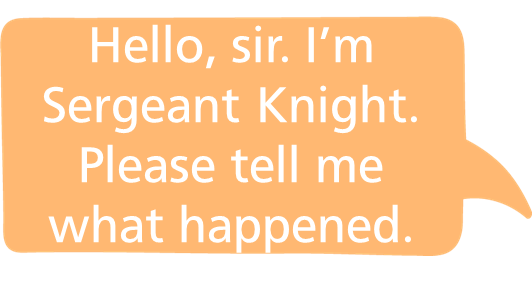 Hello, sir. I’m
Sergeant Knight.
Please tell me
what happened.